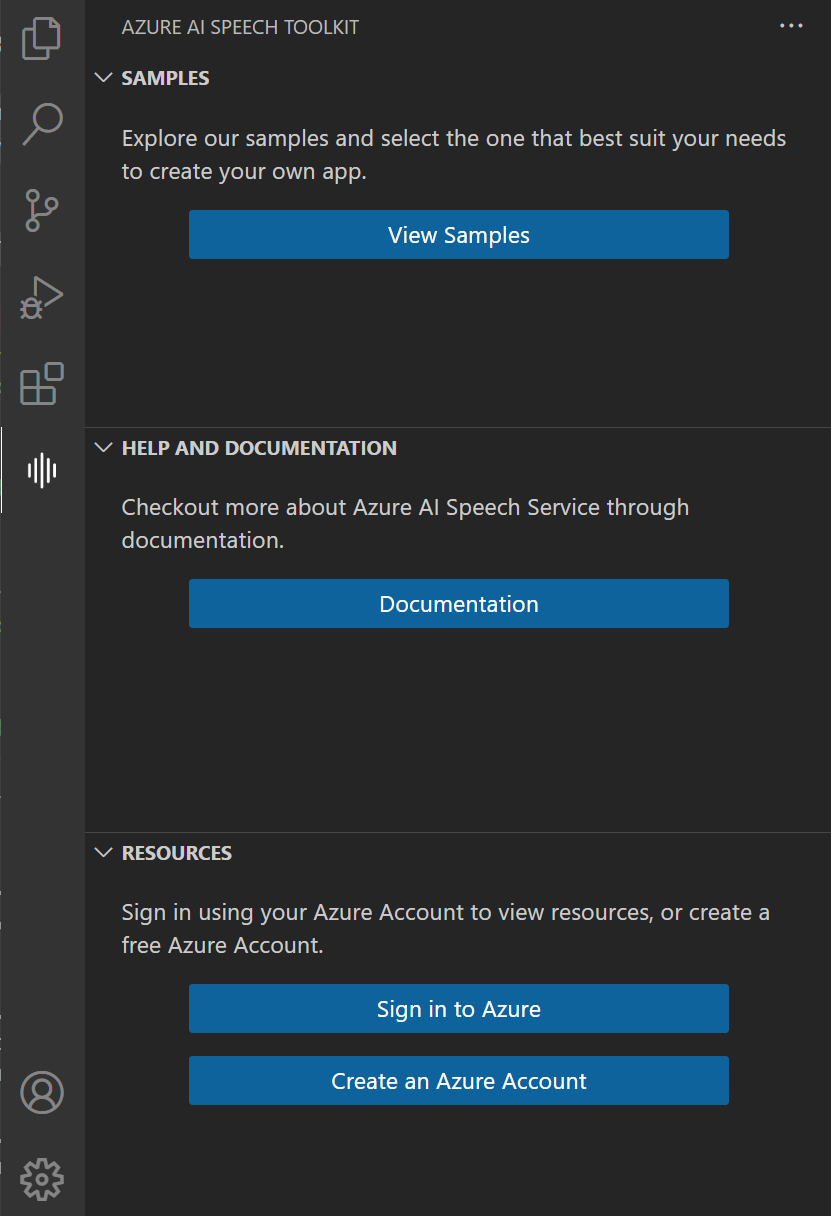 AZURE AI SPEECH TOOLKIT
SAMPLES
Explore our samples and select the one that best suit your needs
to create your own app.
View Samples
HELP AND DOCUMENTATION
Checkout more about Azure AI Speech Service through
documentation.
Documentation
RESOURCES
Sign in using your Azure Account to view resources, or create a
free Azure Account.
Sign in to Azure
Create an Azure Account